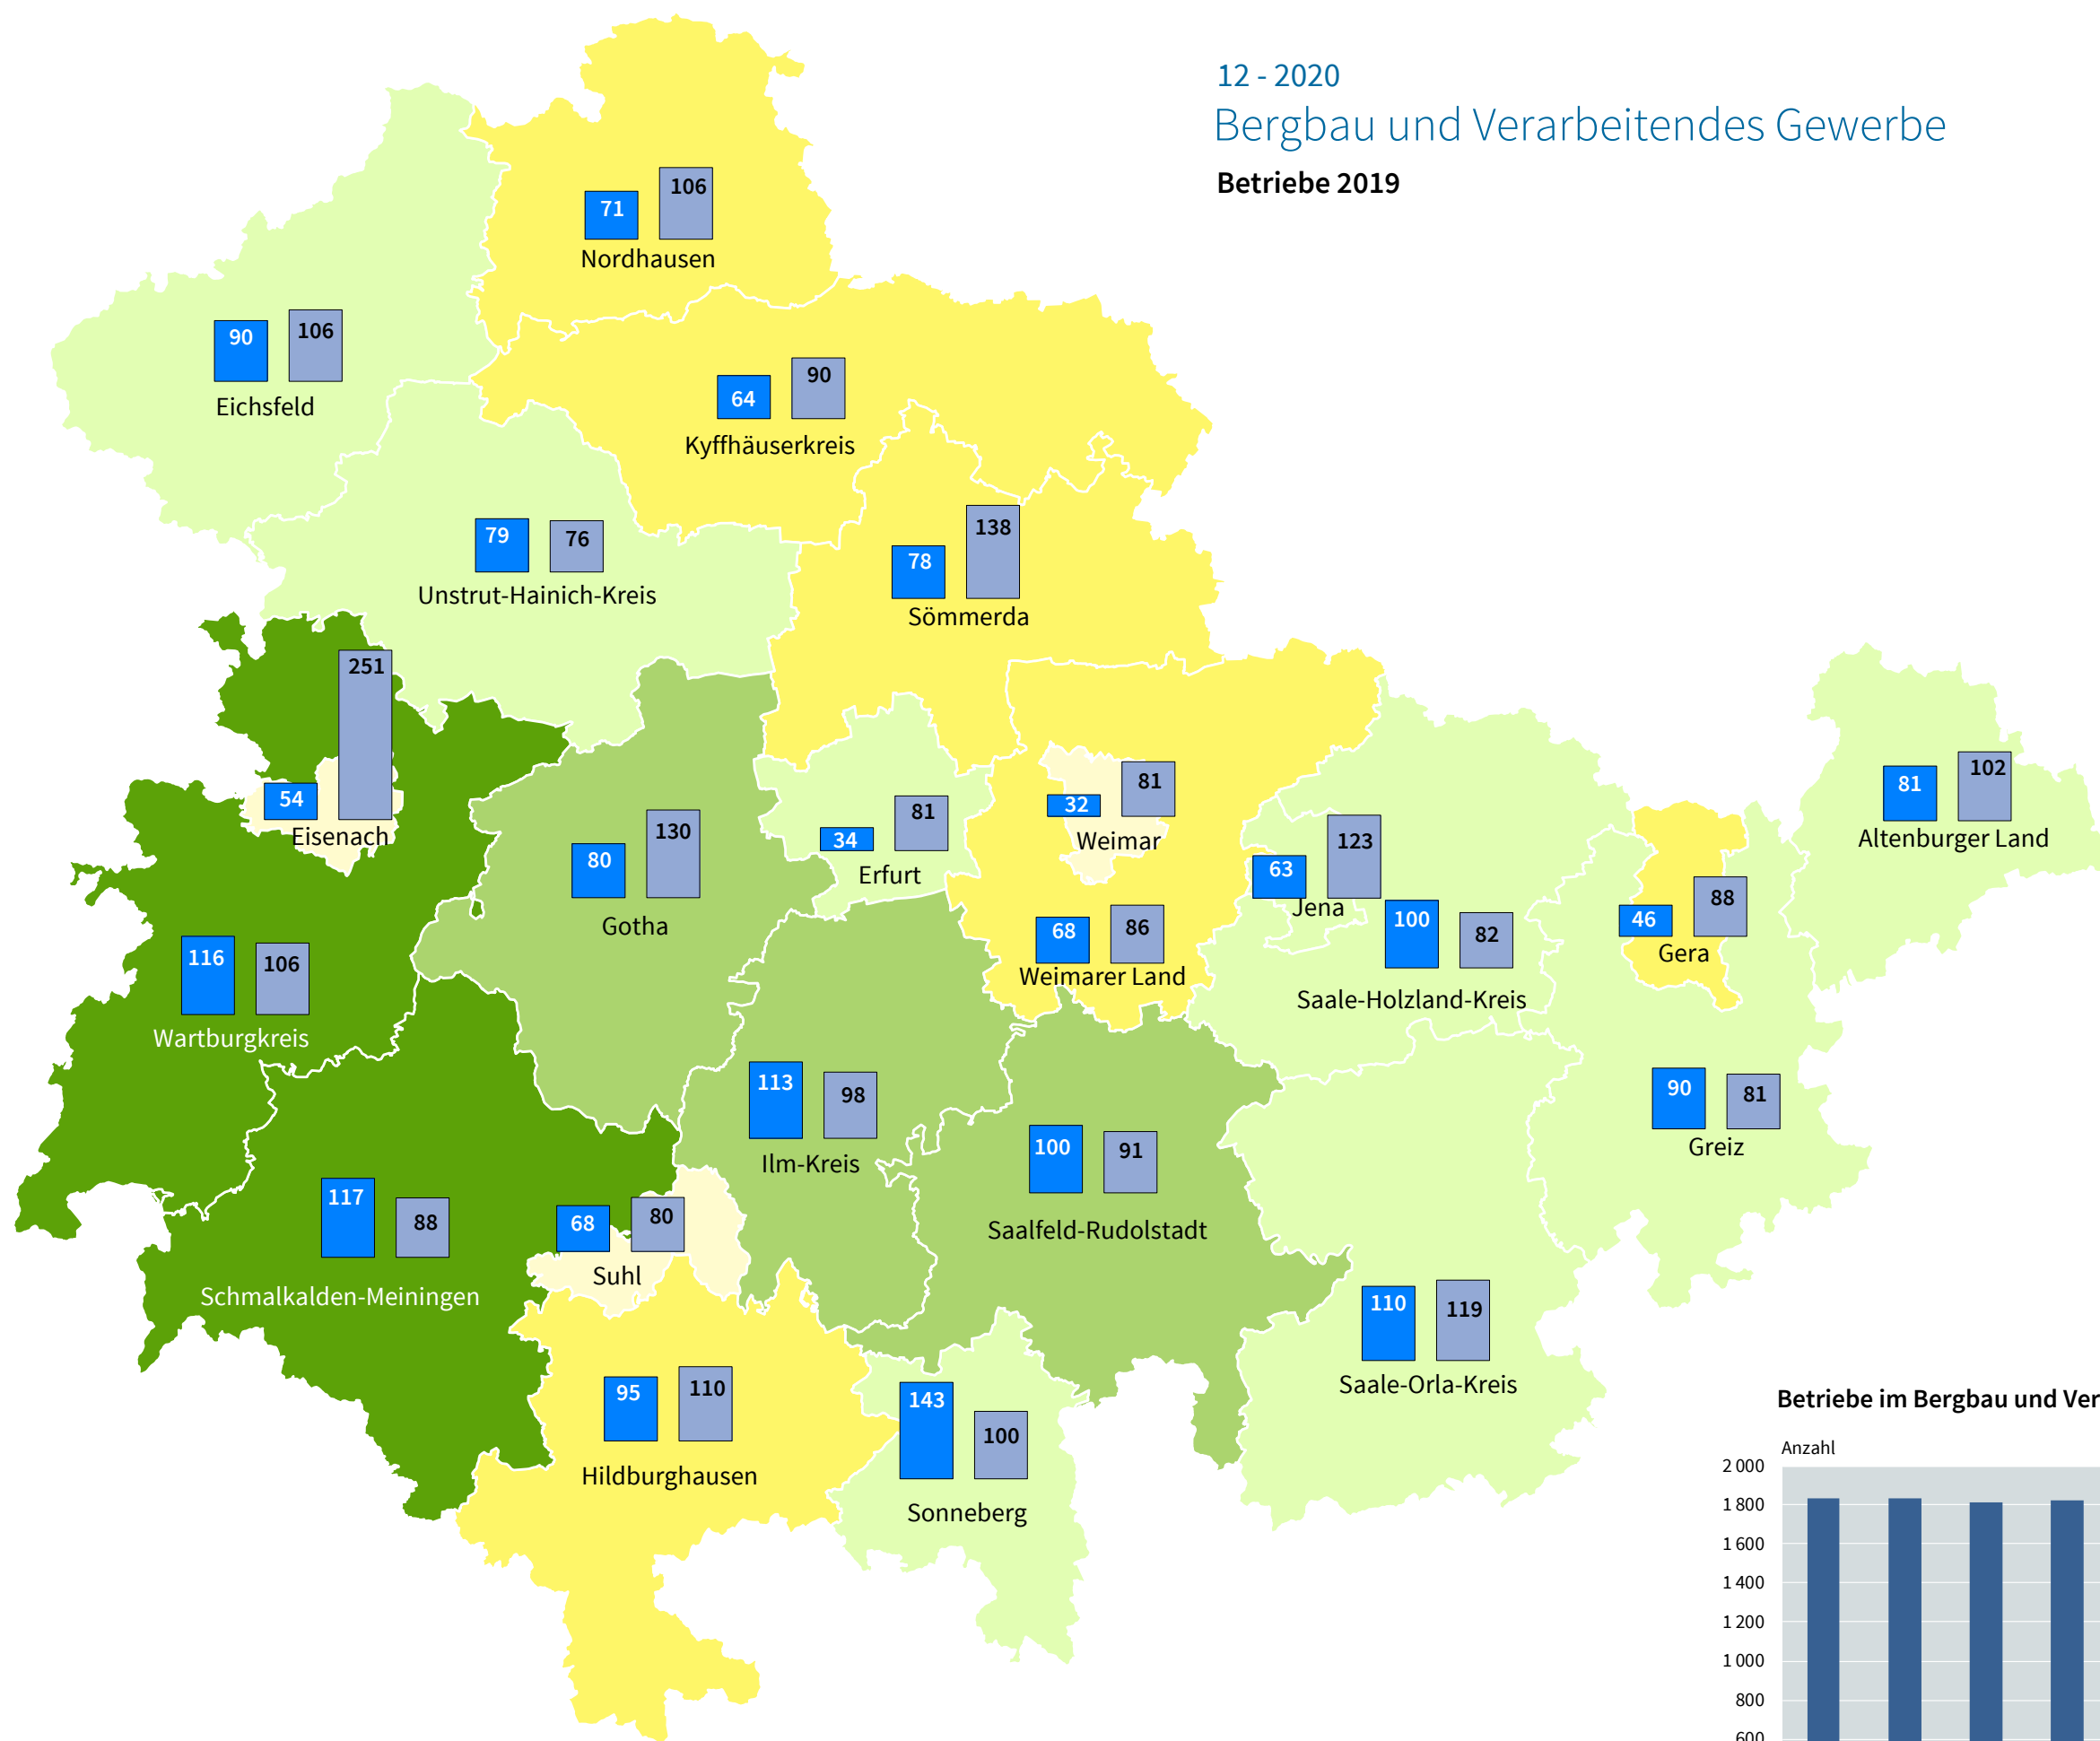 12 - 2020
Bergbau und Verarbeitendes Gewerbe
Betriebe 2019
71
106
Nordhausen
90
106
Eichsfeld
64
90
Kyffhäuserkreis
79
76
Unstrut-Hainich-Kreis
78
138
Sömmerda
251
54
Eisenach
80
130
Gotha
34
81
Erfurt
32
81
Weimar
68
86
Weimarer Land
63
123
Jena
100
82
Saale-Holzland-Kreis
46
88
Gera
81
102
Altenburger Land
116
106
Wartburgkreis
113
98
Ilm-Kreis
100
91
Saalfeld-Rudolstadt
90
81
Greiz
117
88
Schmalkalden-Meiningen
68
80
Suhl
110
119
Saale-Orla-Kreis
95
110
Hildburghausen
143
100
Sonneberg
Betriebe im Bergbau und Ver
Anzahl
2 000
1 800
1 600
1 400
1 200
1 000
800
600